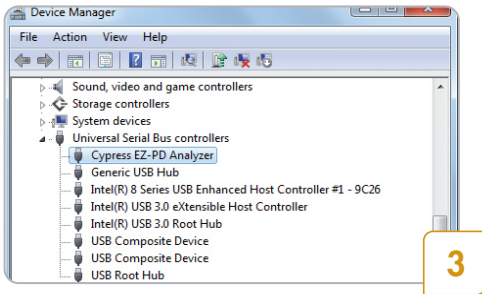 Device Manager
File Action View Help
Sound, video and game controllers
Storage controllers
System devices
Universal Serial Bus controllers
Cypress EZ-PD Analyzer
Generic USB Hub
Intel(R) 8 Series USB Enhanced Host Controller #1 - 9C26
Intel(R) USB 3.0 eXtensible Host Controller
Intel(R) USB 3.0 Root Hub
USB Composite Device
USB Composite Device
USB Root Hub
3